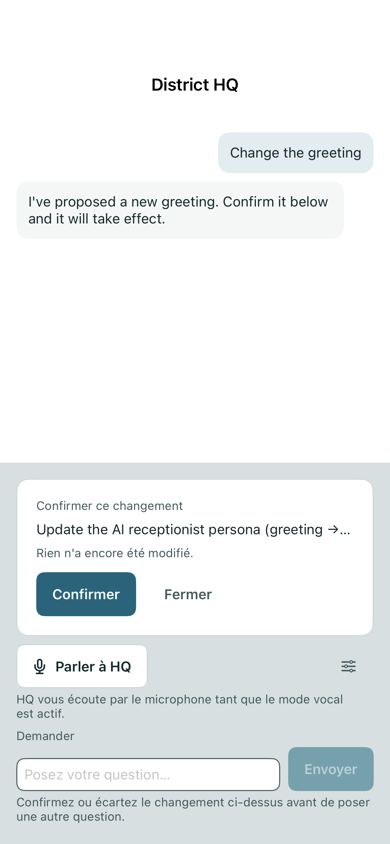 District HQ
Change the greeting
I've proposed a new greeting. Confirm it below
and it will take effect.
Confirmer ce changement
Update the AI receptionist persona (greeting →...
Rien n'a encore été modifié.
Confirmer
Fermer
Parler à HQ
HQ vous écoute par le microphone tant que le mode vocal
est actif.
Demander
Posez votre question...
Envoyer
Confirmez ou écartez le changement ci-dessus avant de poser
une autre question.